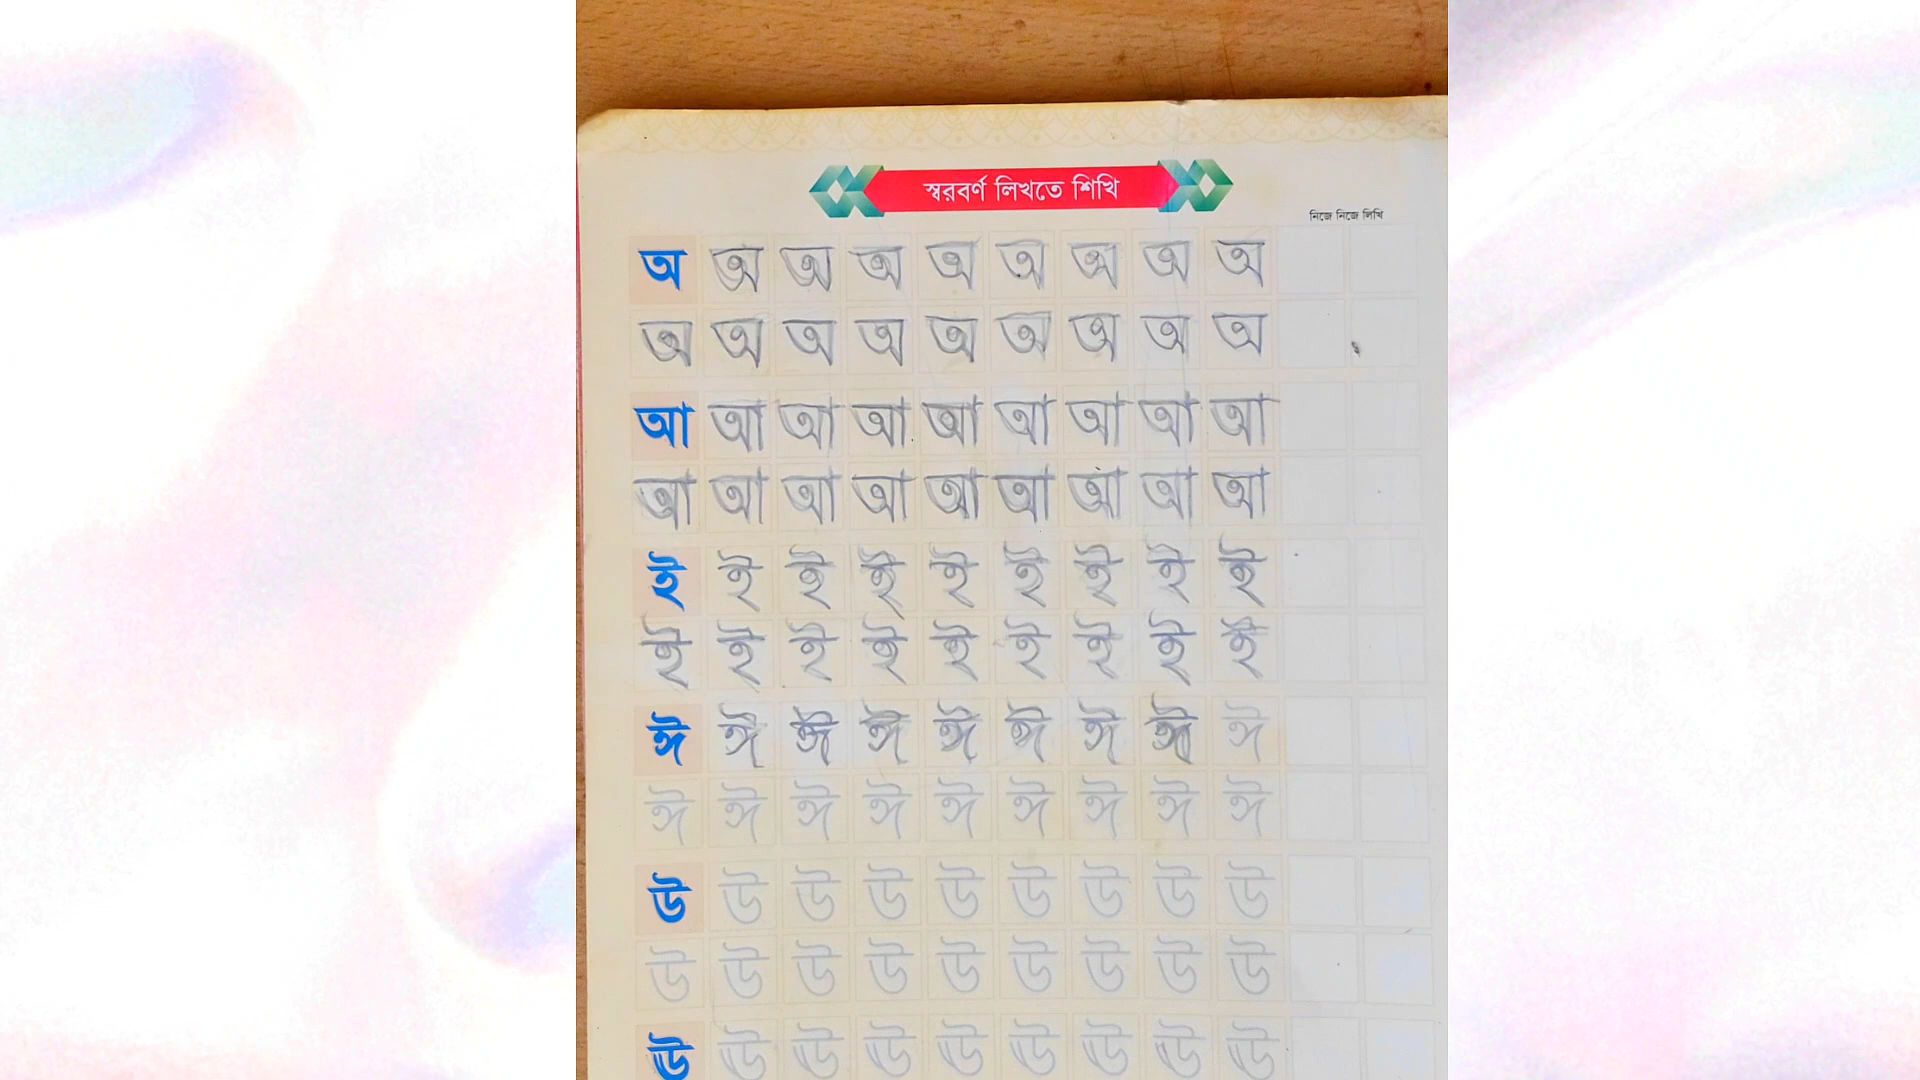 স্বরবর্ণ লিখতে শিখি
নিজে নিজে লিখি
অ অ অ অ অ অ অ অ অ
অ অ অ অ অ অ অ অ অ
আ আ আ আ আ আ আ আ আ
আ আ আ আ আ আ আ আ আ
ই ই ই ই ই ই ই ই ই
ই ই ই ই ই ই ই ই ই
ঈ ঈ ঈ ঈ ঈ ঈ ঈ ঈ ঈ
ঈ ঈ ঈ ঈ ঈ ঈ ঈ ঈ ঈ
উ উ উ উ উ উ উ উ উ
উ উ উ উ উ উ উ উ উ
ঊ ঊ ঊ ঊ ঊ ঊ ঊ ঊ ঊ